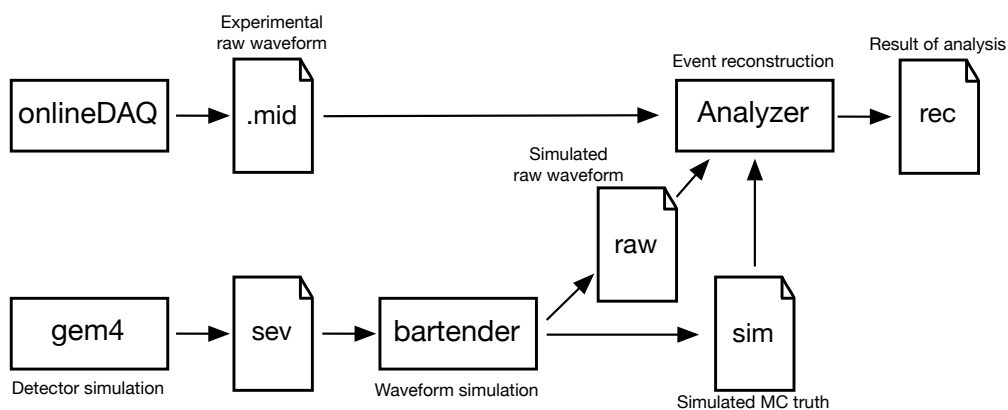 Experimental
raw waveform
Event reconstruction
Result of analysis
onlineDAQ
.mid
Analyzer
rec
Simulated
raw waveform
raw
gem4
sev
bartender
sim
Detector simulation
Waveform simulation
Simulated MC truth